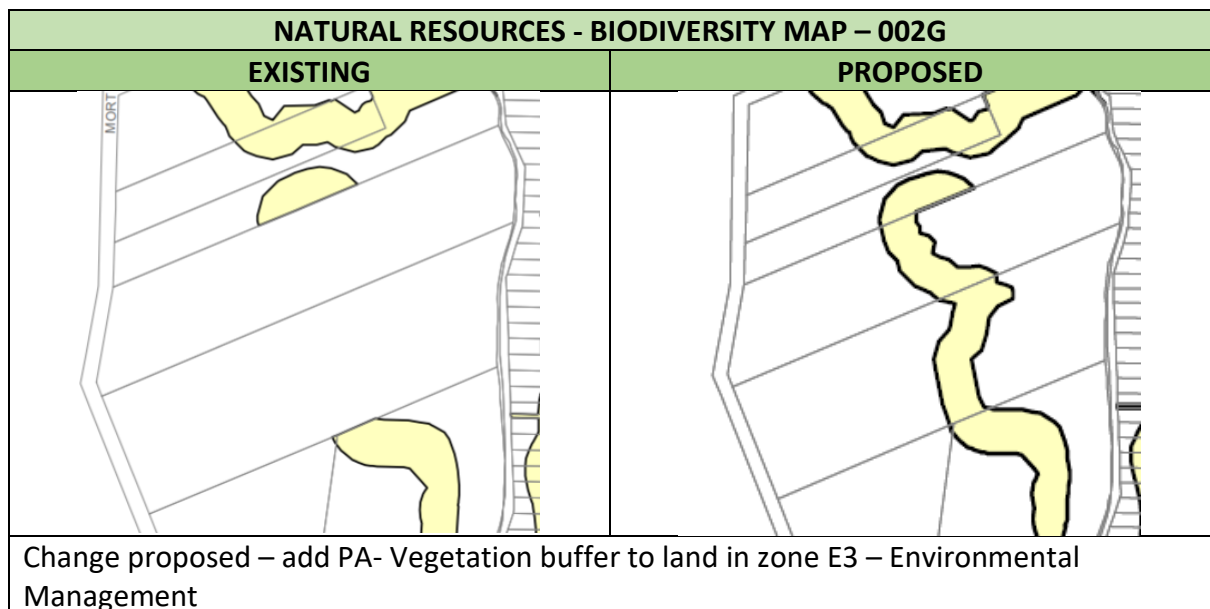 NATURAL RESOURCES - BIODIVERSITY MAP – 002G
EXISTING
PROPOSED
MORT
Change proposed – add PA- Vegetation buffer to land in zone E3 – Environmental
Management